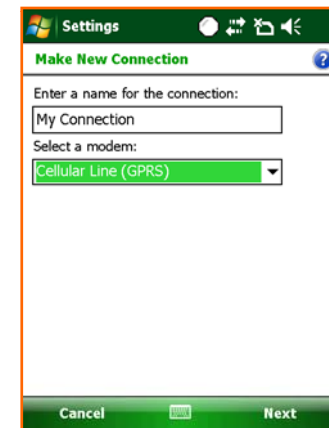 Settings
Make New Connection
?
Enter a name for the connection:
My Connection
Select a modem:
Cellular Line (GPRS)
Cancel
Next